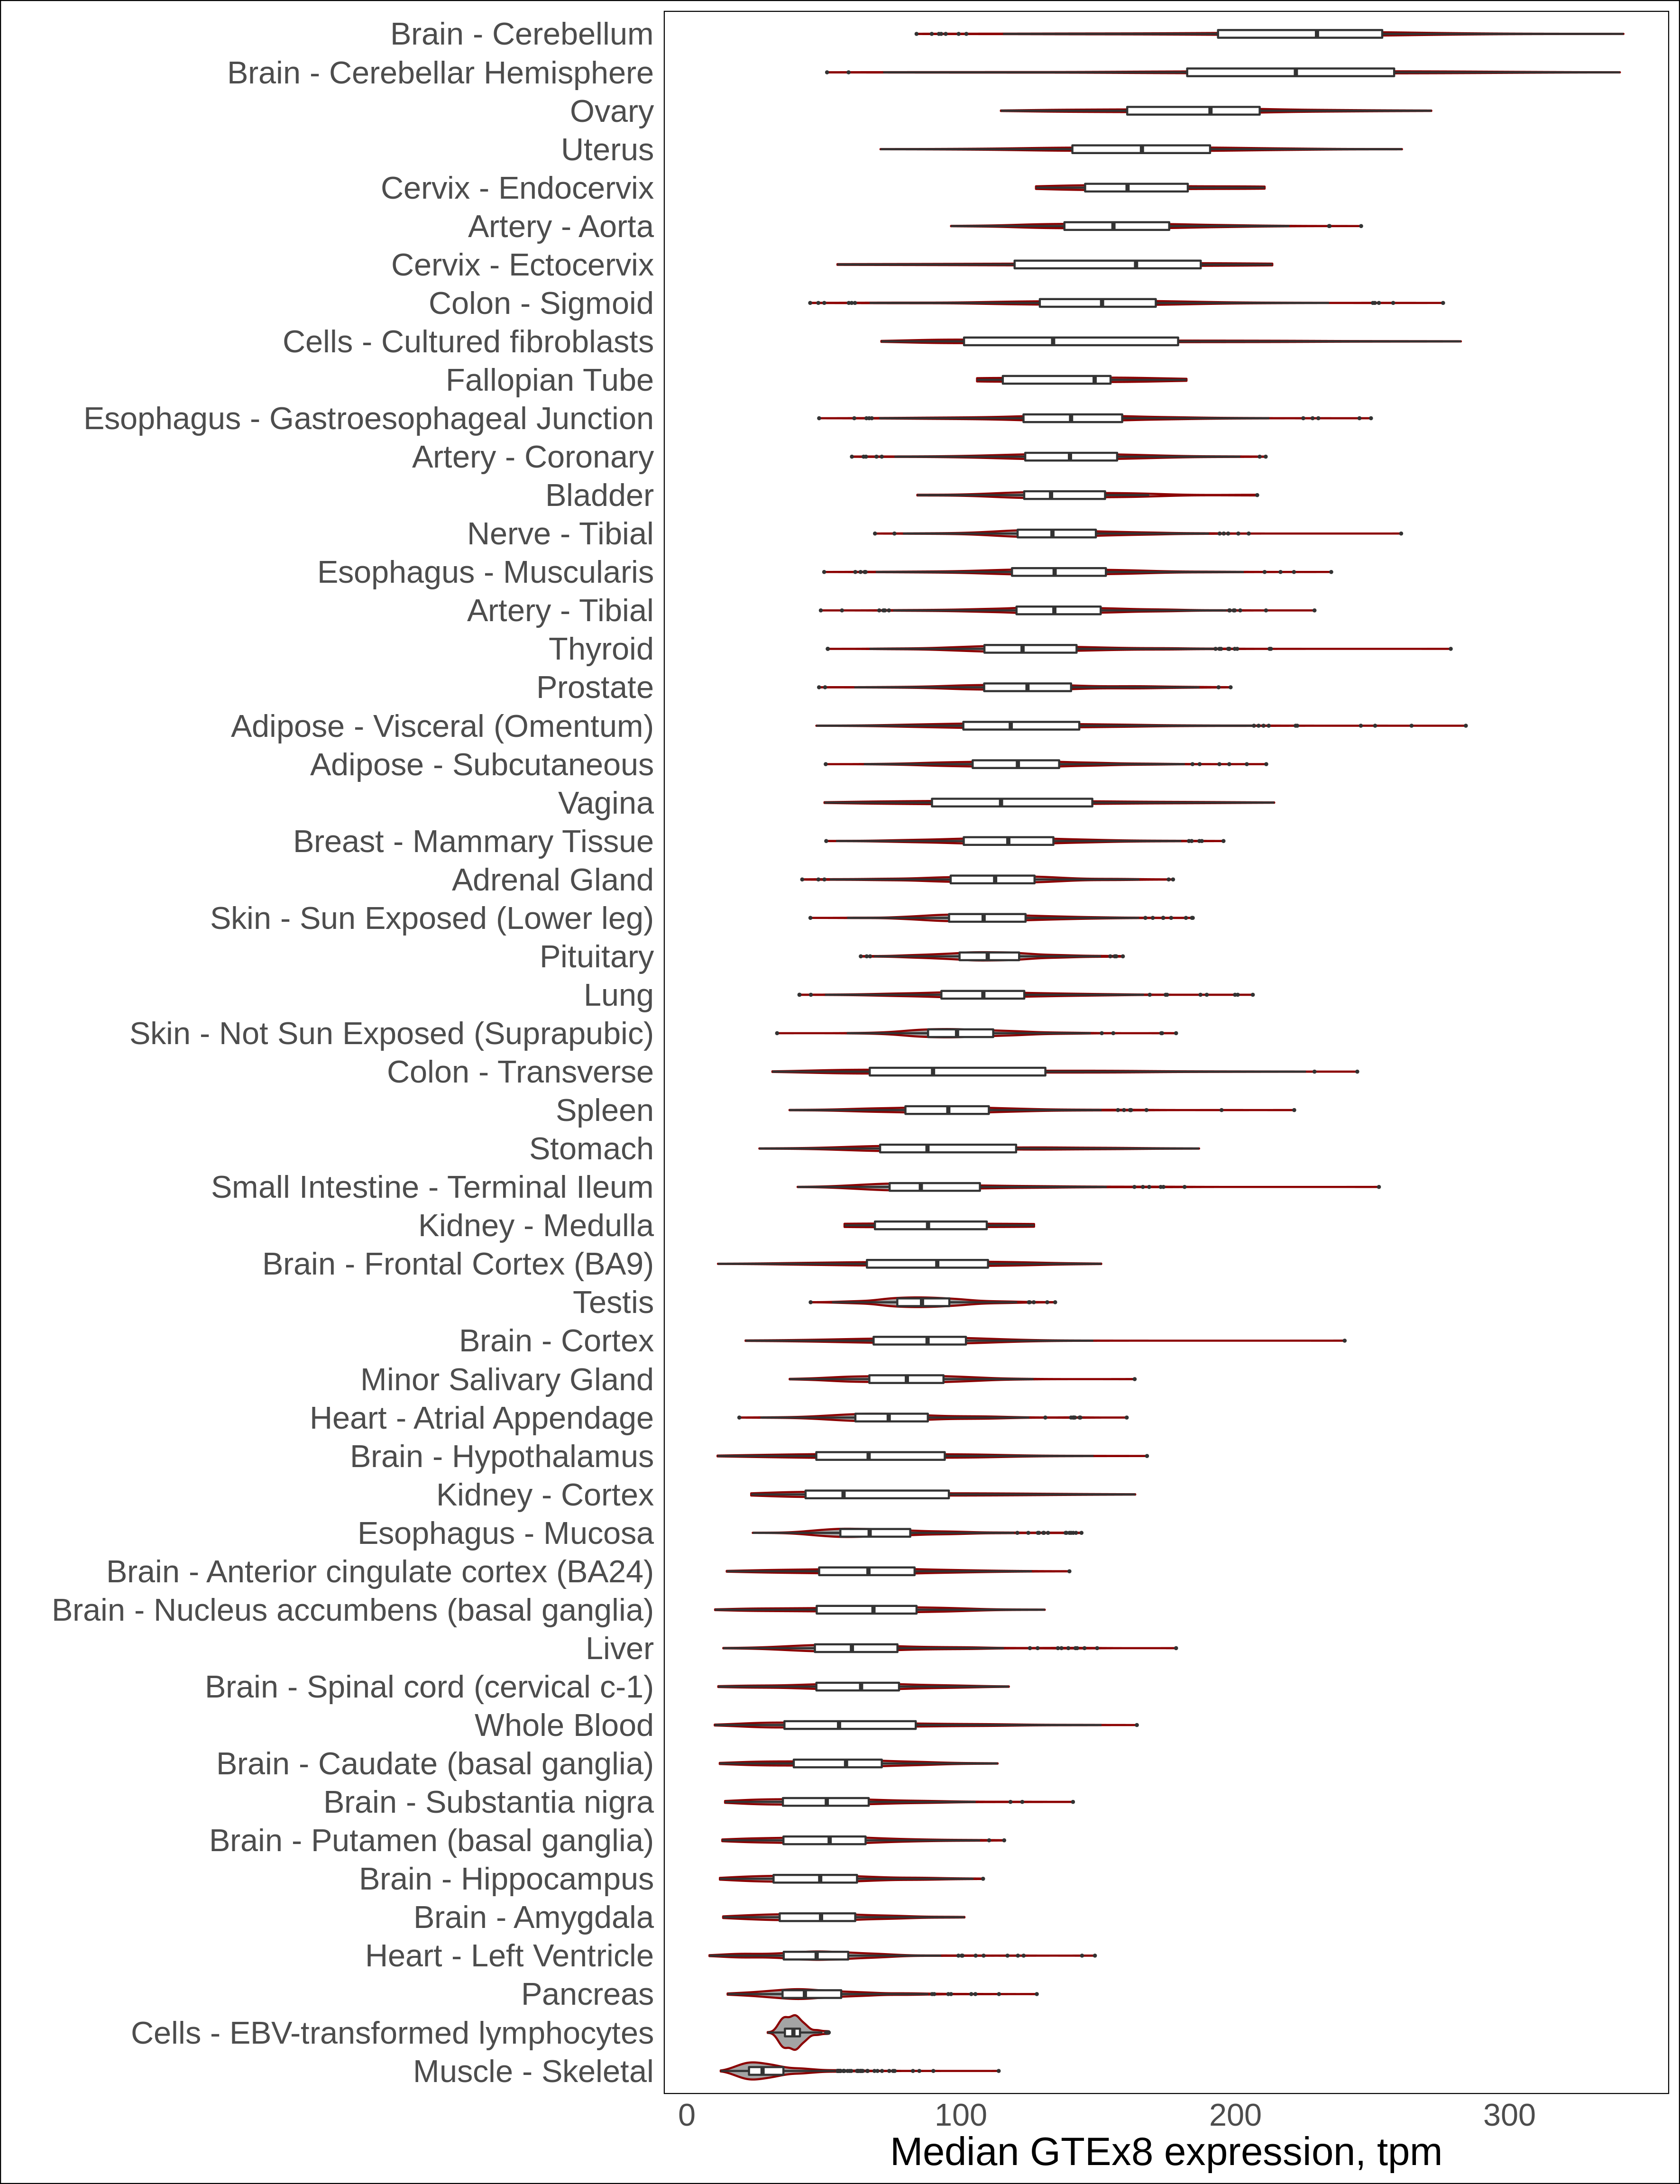 Brain - Cerebellum
Brain - Cerebellar Hemisphere
Ovary
Uterus
Cervix - Endocervix
Artery - Aorta
Cervix - Ectocervix
Colon - Sigmoid
Cells - Cultured fibroblasts
Fallopian Tube
Esophagus - Gastroesophageal Junction
Artery - Coronary
Bladder
Nerve - Tibial
Esophagus - Muscularis
Artery - Tibial
Thyroid
Prostate
Adipose - Visceral (Omentum)
Adipose - Subcutaneous
Vagina
Breast - Mammary Tissue
Adrenal Gland
Skin - Sun Exposed (Lower leg)
Pituitary
Lung
Skin - Not Sun Exposed (Suprapubic)
Colon - Transverse
Spleen
Stomach
Small Intestine - Terminal Ileum
Kidney - Medulla
Brain - Frontal Cortex (BA9)
Testis
Brain - Cortex
Minor Salivary Gland
Heart - Atrial Appendage
Brain - Hypothalamus
Kidney - Cortex
Esophagus - Mucosa
Brain - Anterior cingulate cortex (BA24)
Brain - Nucleus accumbens (basal ganglia)
Liver
Brain - Spinal cord (cervical c-1)
Whole Blood
Brain - Caudate (basal ganglia)
Brain - Substantia nigra
Brain - Putamen (basal ganglia)
Brain - Hippocampus
Brain - Amygdala
Heart - Left Ventricle
Pancreas
Cells - EBV-transformed lymphocytes
Muscle - Skeletal
0 100 200 300
Median GTEx8 expression, tpm